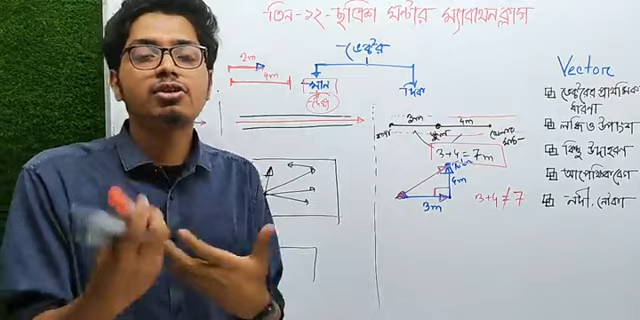 তিন-২২-ছত্রিশ ঘন্টার ম্যারাথন ক্লাস
ভেক্টর
2m
4m
মান
দিক
3m
4m
স্কুল
3+4=7m
4m
3m
3+4≠7
Vector
ভেক্টরের প্রাথমিক
ধারণা
লব্ধি ও উপাংশ
কিছু উদাহরণ
নদী-নৌকা